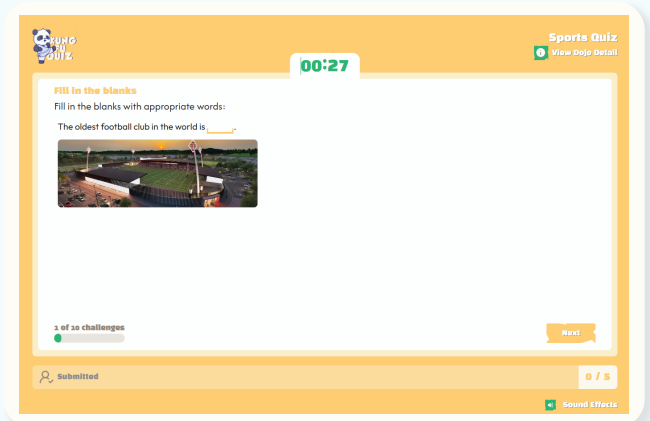 KUNG
FU
QUIZ
Sports Quiz
View Dojo Detail
00:27
Fill in the blanks
Fill in the blanks with appropriate words:
The oldest football club in the world is _____.
1 of 10 challenges
Next
Submitted
0 / 5
Sound Effects